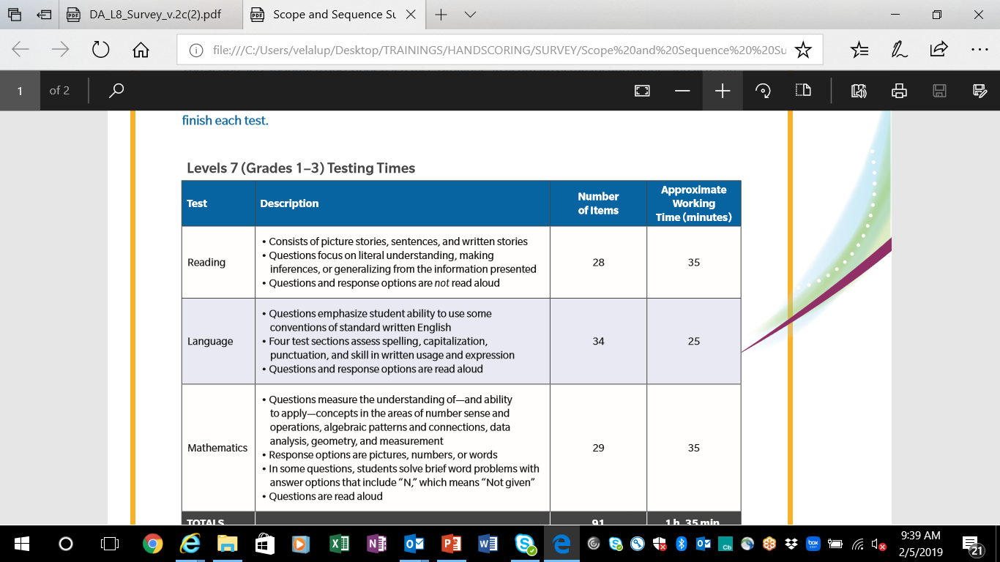 DA_L8_Survey_v.2c(2).pdf
Scope and Sequence Su
file:///C:/Users/velalup/Desktop/TRAININGS/HANDSCORING/SURVEY/Scope%20and%20Sequence%20%20Su
1 of 2
finish each test.
Levels 7 (Grades 1–3) Testing Times
Test
Description
Number
of Items
Approximate
Working
Time (minutes)
Reading
• Consists of picture stories, sentences, and written stories
• Questions focus on literal understanding, making
inferences, or generalizing from the information presented
• Questions and response options are not read aloud
28
35
Language
• Questions emphasize student ability to use some
conventions of standard written English
• Four test sections assess spelling, capitalization,
punctuation, and skill in written usage and expression
• Questions and response options are read aloud
34
25
Mathematics
• Questions measure the understanding of—and ability
to apply—concepts in the areas of number sense and
operations, algebraic patterns and connections, data
analysis, geometry, and measurement
• Response options are pictures, numbers, or words
• In some questions, students solve brief word problems with
answer options that include “N,” which means “Not given”
• Questions are read aloud
29
35
TOTALS
91
1 h, 35 min
9:39 AM
2/5/2019
21